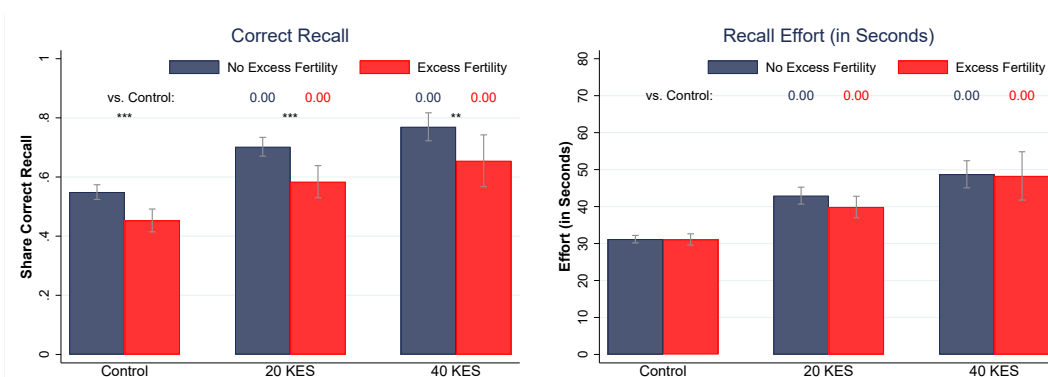 Correct Recall
No Excess Fertility Excess Fertility
vs. Control: 0.00 0.00 0.00 0.00
*** *** **
Share Correct Recall
0 .2 .4 .6 .8 1
Control 20 KES 40 KES
Recall Effort (in Seconds)
No Excess Fertility Excess Fertility
vs. Control: 0.00 0.00 0.00 0.00
Effort (in Seconds)
0 10 20 30 40 50 60 70 80
Control 20 KES 40 KES